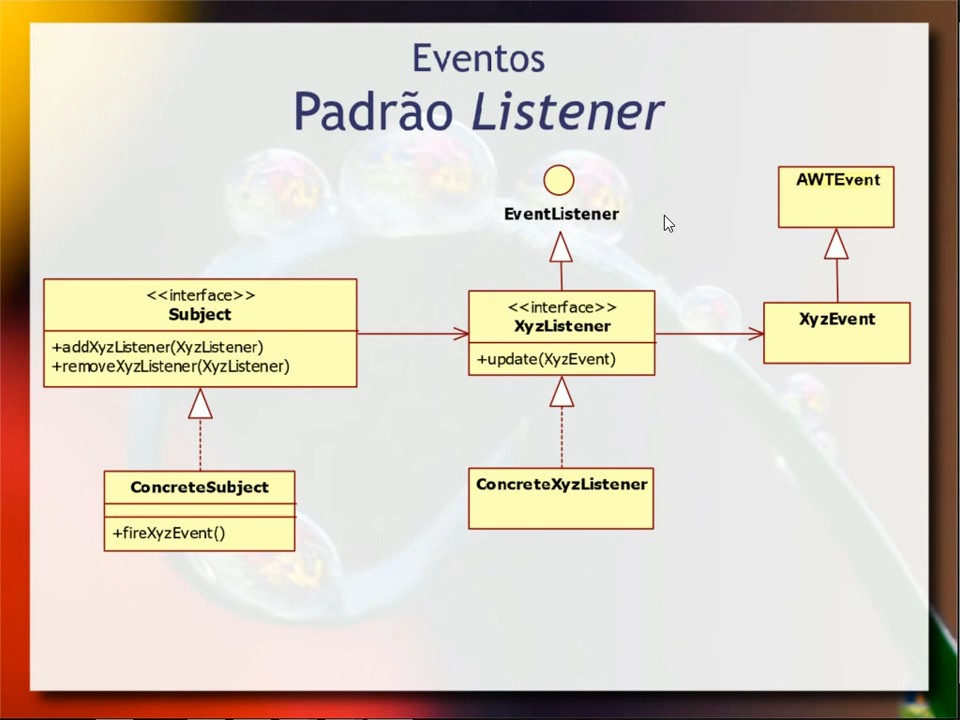 Eventos
Padrão Listener
EventListener
AWTEvent
<<interface>>
Subject
+addXyzListener(XyzListener)
+removeXyzListener(XyzListener)
<<interface>>
XyzListener
+update(XyzEvent)
XyzEvent
ConcreteSubject
+fireXyzEvent()
ConcreteXyzListener